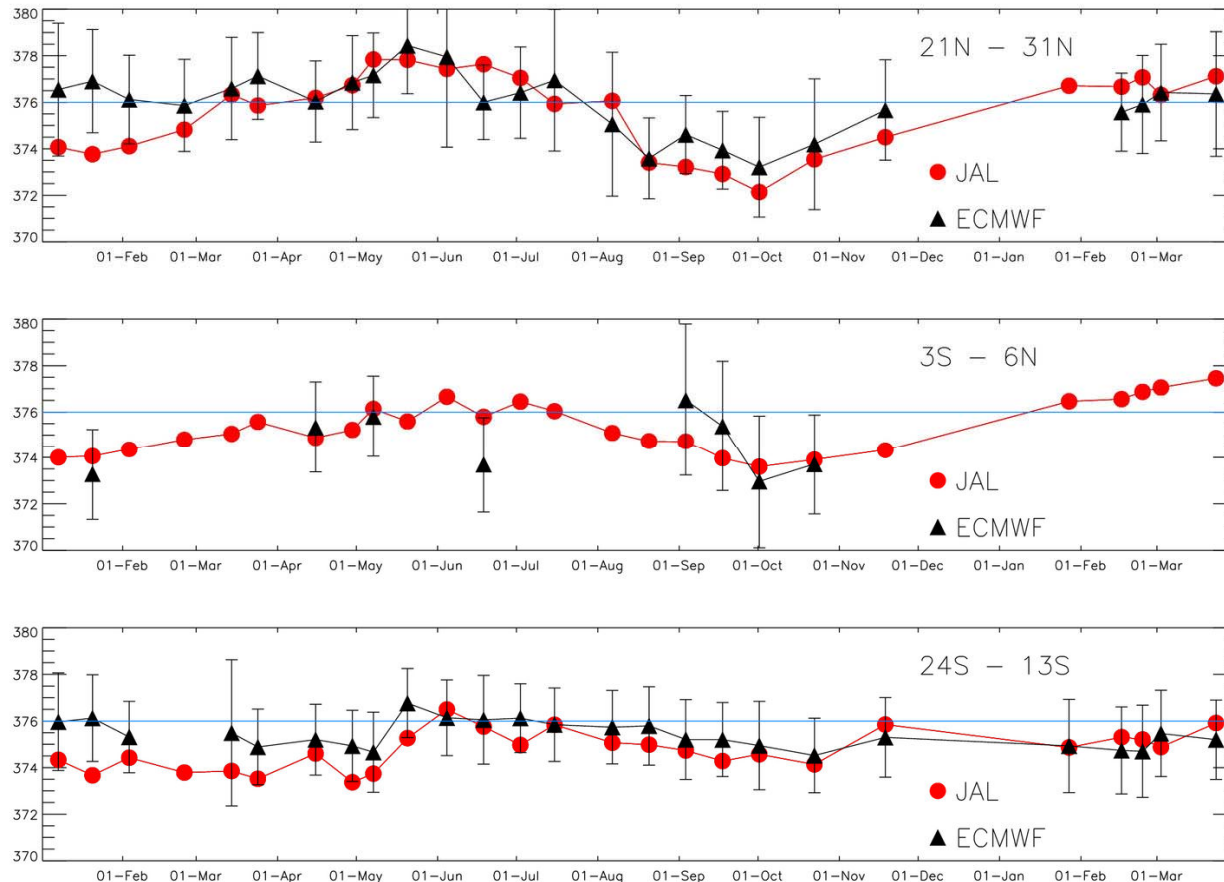 380
378
21N – 31N
376
374
JAL
372
ECMWF
370
01-Feb 01-Mar 01-Apr 01-May 01-Jun 01-Jul 01-Aug 01-Sep 01-Oct 01-Nov 01-Dec 01-Jan 01-Feb 01-Mar
380
378
3S – 6N
376
374
JAL
372
ECMWF
370
01-Feb 01-Mar 01-Apr 01-May 01-Jun 01-Jul 01-Aug 01-Sep 01-Oct 01-Nov 01-Dec 01-Jan 01-Feb 01-Mar
380
378
24S – 13S
376
374
JAL
372
ECMWF
370
01-Feb 01-Mar 01-Apr 01-May 01-Jun 01-Jul 01-Aug 01-Sep 01-Oct 01-Nov 01-Dec 01-Jan 01-Feb 01-Mar